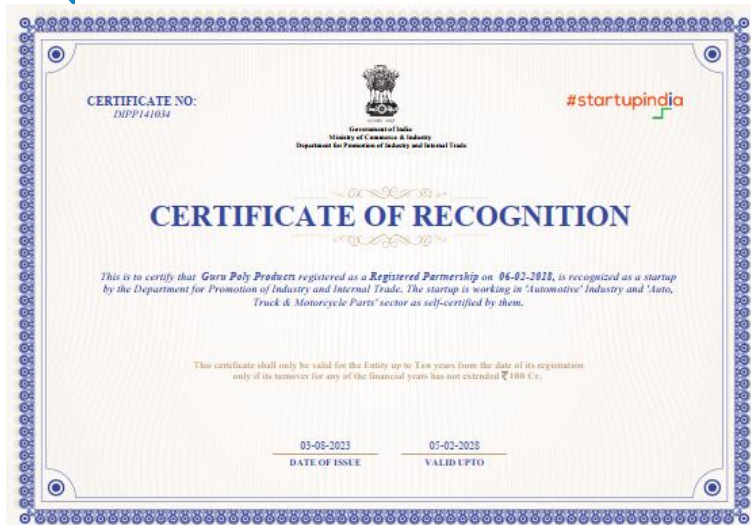 CERTIFICATE NO:
DIPP141034
#startupindia
Government of India
Ministry of Commerce & Industry
Department for Promotion of Industry and Internal Trade
CERTIFICATE OF RECOGNITION
This is to certify that Guru Poly Products registered as a Registered Partnership on 06-02-2018, is recognized as a startup
by the Department for Promotion of Industry and Internal Trade. The startup is working in 'Automotive' Industry and 'Auto,
Truck & Motorcycle Parts' sector as self-certified by them.
This certificate shall only be valid for the Entity up to Ten years from the date of its registration
only if its turnover for any of the financial years has not extended ₹100 Cr.
03-08-2023
DATE OF ISSUE
05-02-2028
VALID UPTO